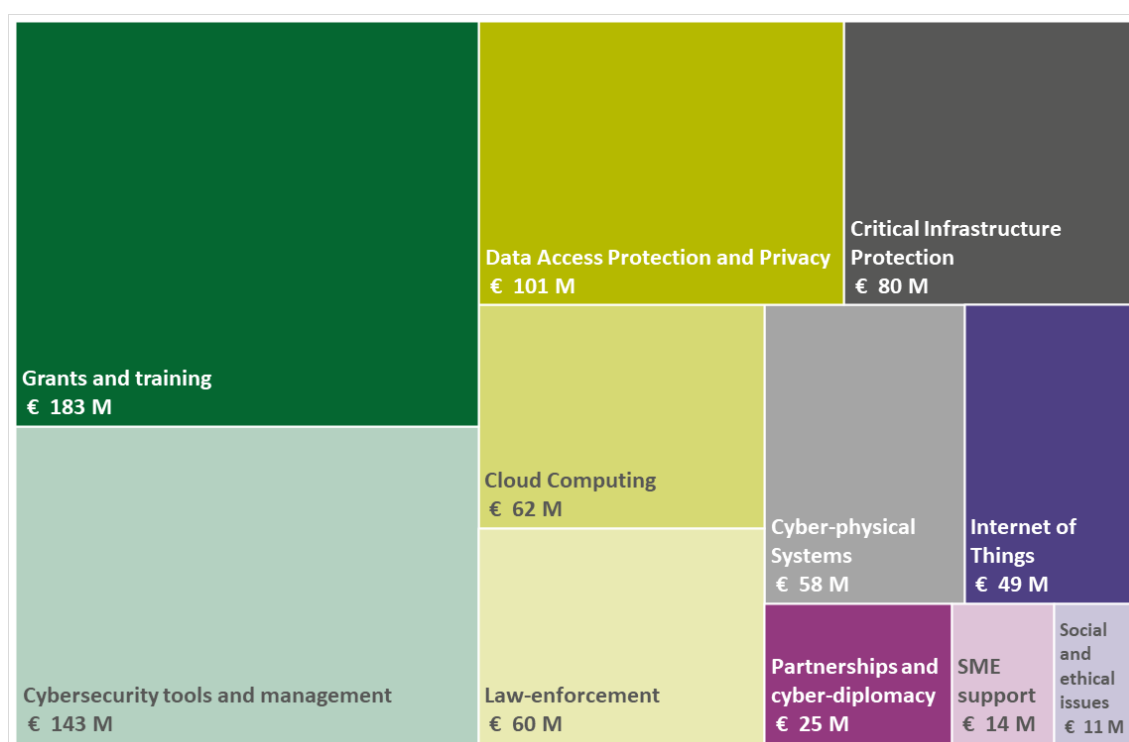 Grants and training
€ 183 M
Cybersecurity tools and management
€ 143 M
Data Access Protection and Privacy
€ 101 M
Critical Infrastructure
Protection
€ 80 M
Cloud Computing
€ 62 M
Law-enforcement
€ 60 M
Cyber-physical
Systems
€ 58 M
Internet of
Things
€ 49 M
Partnerships and
cyber-diplomacy
€ 25 M
SME
support
€ 14 M
Social
and
ethical
issues
€ 11 M